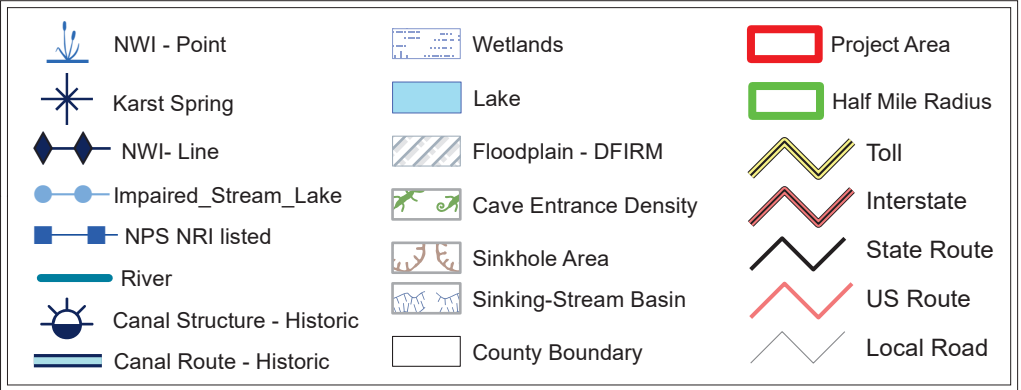 NWI - Point
Karst Spring
NWI- Line
Impaired_Stream_Lake
NPS NRI listed
River
Canal Structure - Historic
Canal Route - Historic
Wetlands
Lake
Floodplain - DFIRM
Cave Entrance Density
Sinkhole Area
Sinking-Stream Basin
County Boundary
Project Area
Half Mile Radius
Toll
Interstate
State Route
US Route
Local Road